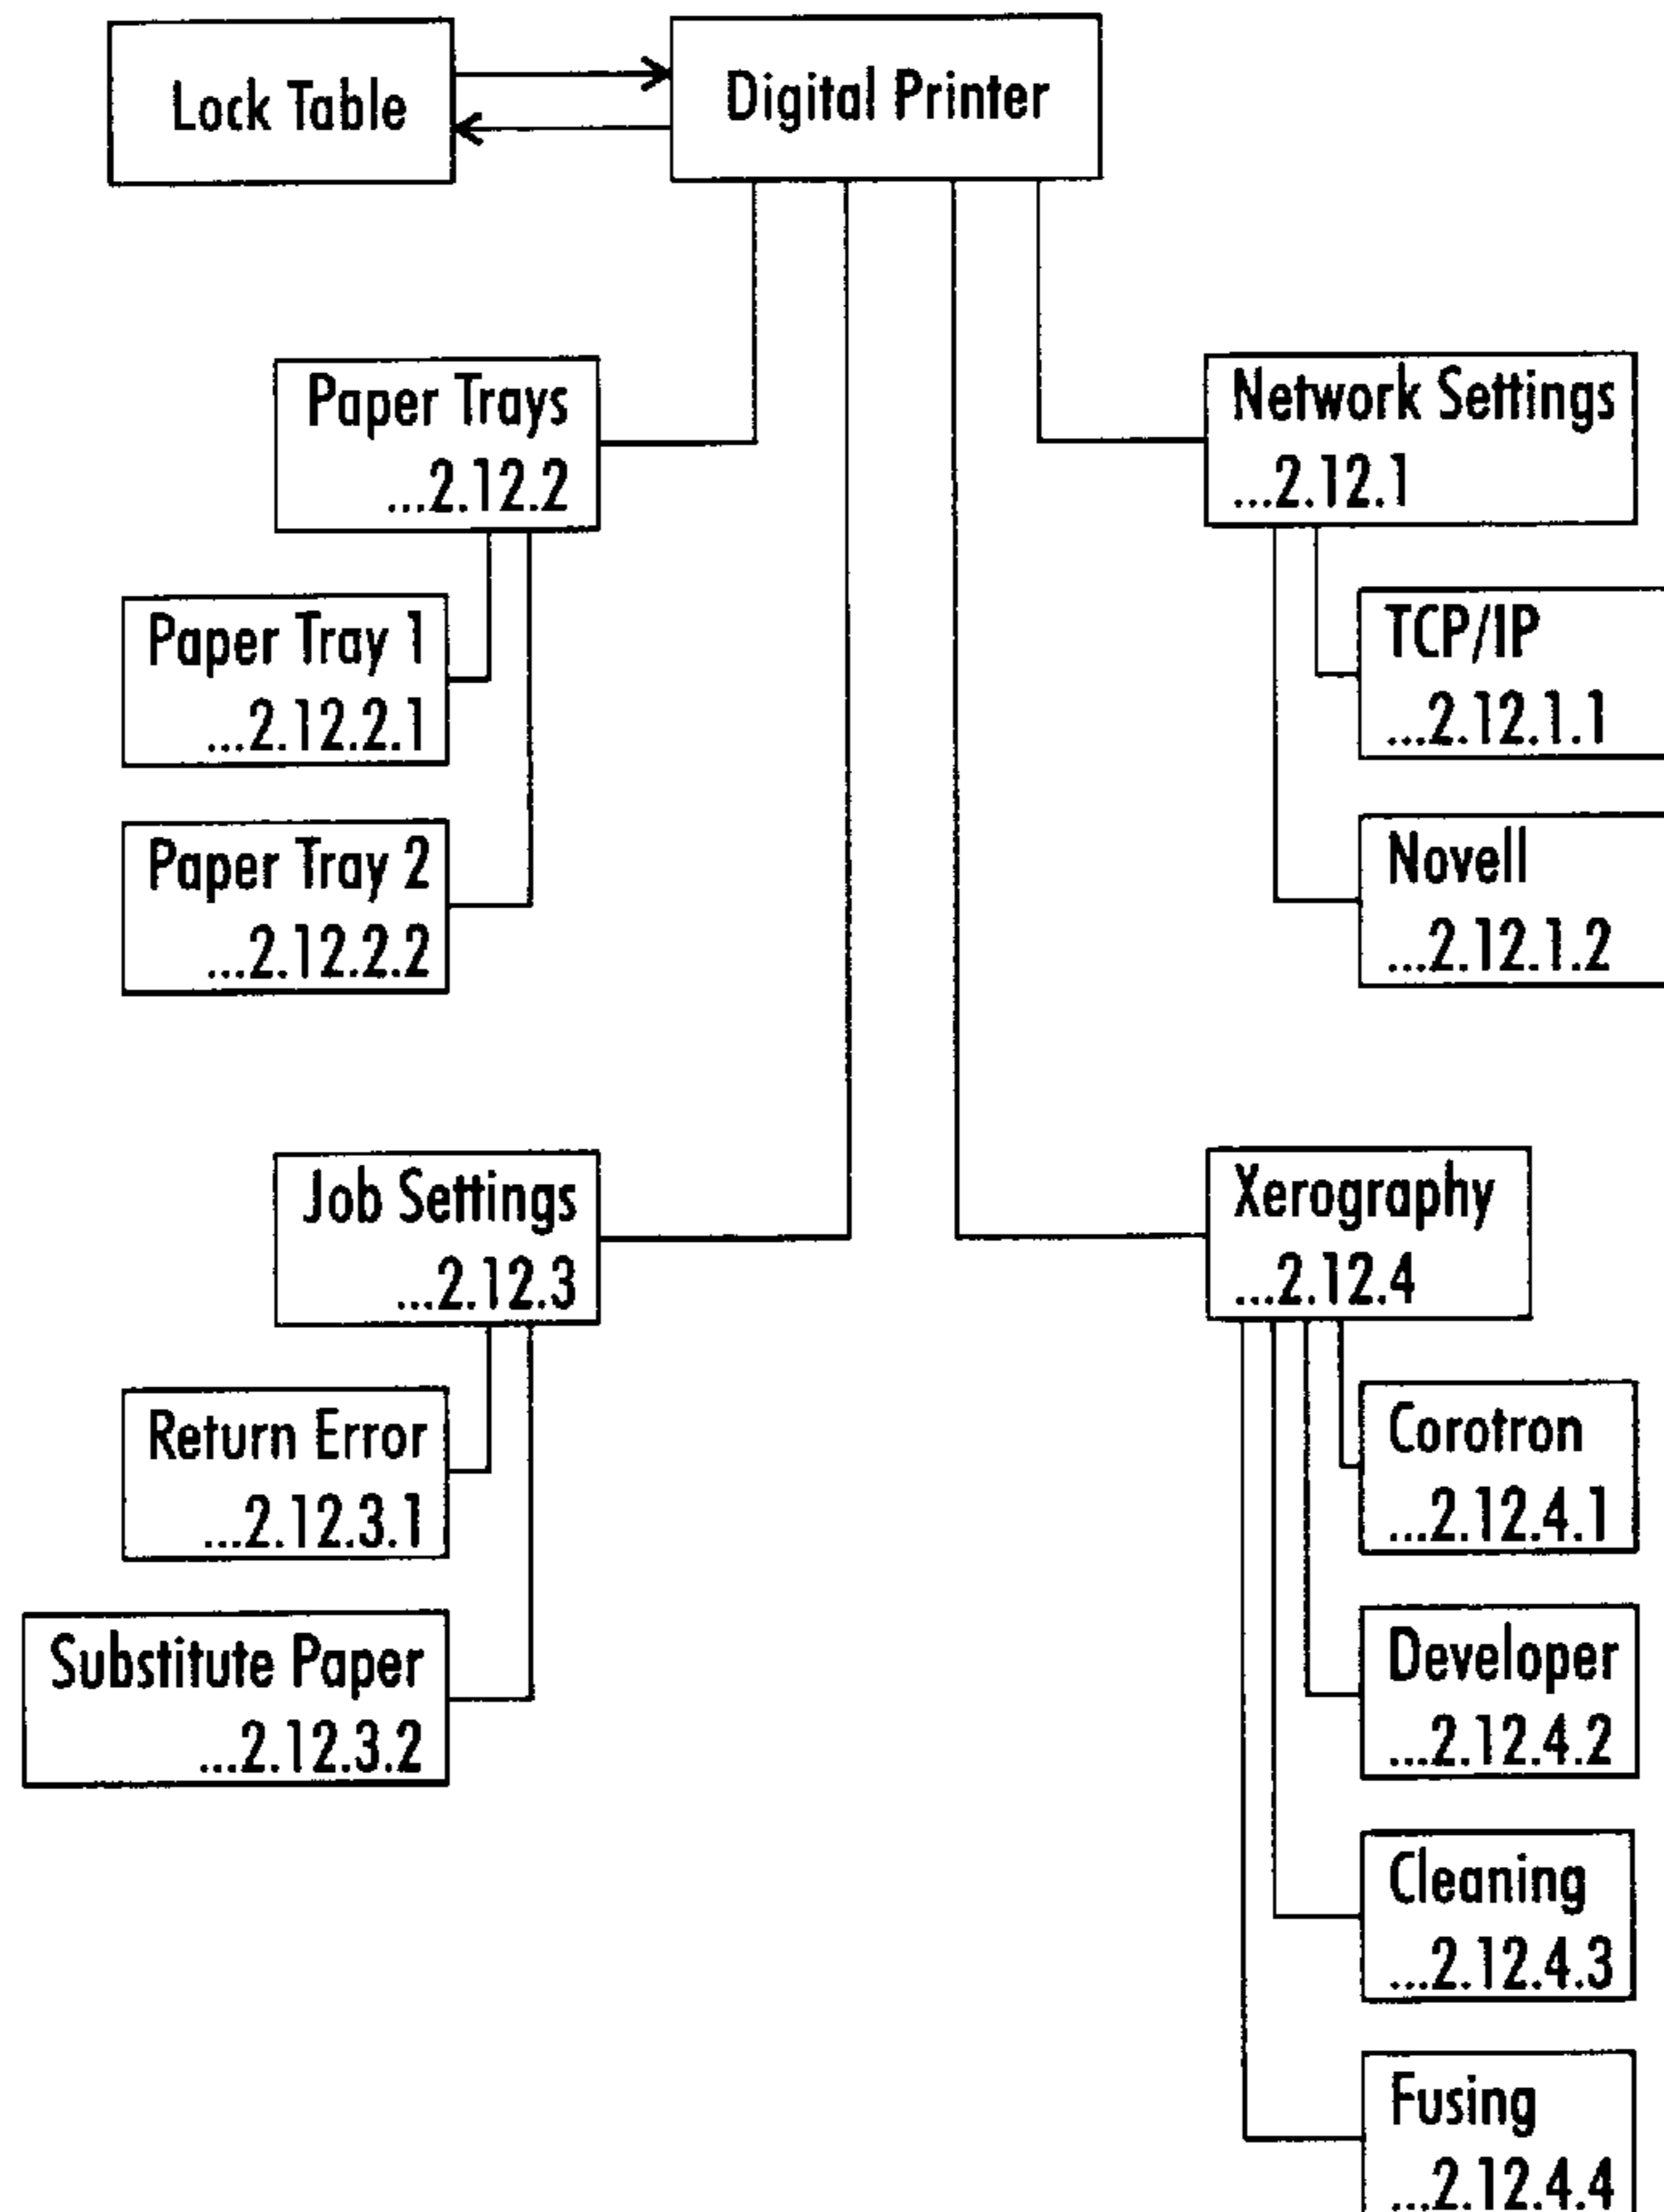 Lock Table
Digital Printer
Paper Trays
...2.12.2
Paper Tray 1
...2.12.2.1
Paper Tray 2
...2.12.2.2
Network Settings
...2.12.1
TCP/IP
...2.12.1.1
Novell
...2.12.1.2
Job Settings
...2.12.3
Return Error
...2.12.3.1
Substitute Paper
...2.12.3.2
Xerography
...2.12.4
Corotron
...2.12.4.1
Developer
...2.12.4.2
Cleaning
...2.12.4.3
Fusing
...2.12.4.4